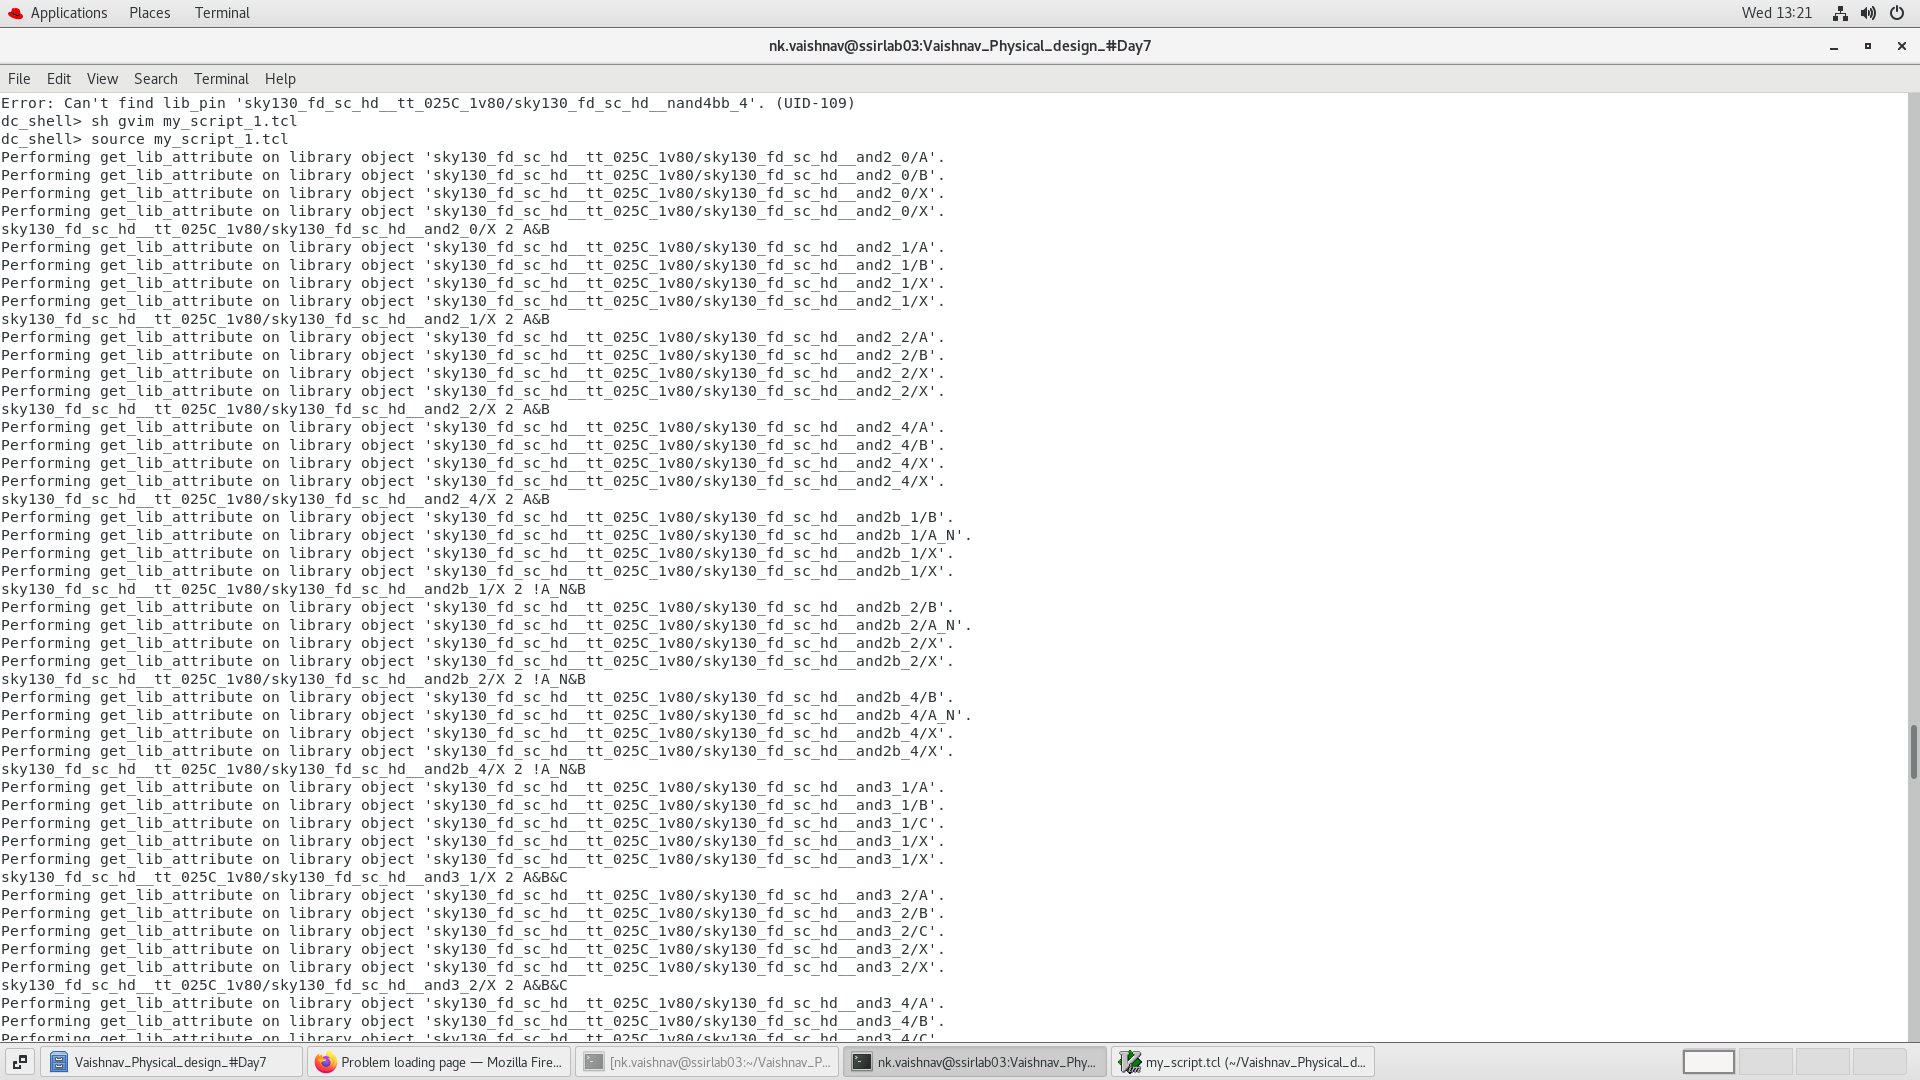 Applications Places Terminal Wed 13:21
nk.vaishnav@ssirlab03:Vaishnav_Physical_design_#Day7
File Edit View Search Terminal Help
Error: Can't find lib_pin 'sky130_fd_sc_hd__tt_025C_1v80/sky130_fd_sc_hd__nand4bb_4'. (UID-109)
dc_shell> sh gvim my_script_1.tcl
dc_shell> source my_script_1.tcl
Performing get_lib_attribute on library object 'sky130_fd_sc_hd__tt_025C_1v80/sky130_fd_sc_hd__and2_0/A'.
Performing get_lib_attribute on library object 'sky130_fd_sc_hd__tt_025C_1v80/sky130_fd_sc_hd__and2_0/B'.
Performing get_lib_attribute on library object 'sky130_fd_sc_hd__tt_025C_1v80/sky130_fd_sc_hd__and2_0/X'.
Performing get_lib_attribute on library object 'sky130_fd_sc_hd__tt_025C_1v80/sky130_fd_sc_hd__and2_0/X'.
sky130_fd_sc_hd__tt_025C_1v80/sky130_fd_sc_hd__and2_0/X 2 A&B
Performing get_lib_attribute on library object 'sky130_fd_sc_hd__tt_025C_1v80/sky130_fd_sc_hd__and2_1/A'.
Performing get_lib_attribute on library object 'sky130_fd_sc_hd__tt_025C_1v80/sky130_fd_sc_hd__and2_1/B'.
Performing get_lib_attribute on library object 'sky130_fd_sc_hd__tt_025C_1v80/sky130_fd_sc_hd__and2_1/X'.
Performing get_lib_attribute on library object 'sky130_fd_sc_hd__tt_025C_1v80/sky130_fd_sc_hd__and2_1/X'.
sky130_fd_sc_hd__tt_025C_1v80/sky130_fd_sc_hd__and2_1/X 2 A&B
Performing get_lib_attribute on library object 'sky130_fd_sc_hd__tt_025C_1v80/sky130_fd_sc_hd__and2_2/A'.
Performing get_lib_attribute on library object 'sky130_fd_sc_hd__tt_025C_1v80/sky130_fd_sc_hd__and2_2/B'.
Performing get_lib_attribute on library object 'sky130_fd_sc_hd__tt_025C_1v80/sky130_fd_sc_hd__and2_2/X'.
Performing get_lib_attribute on library object 'sky130_fd_sc_hd__tt_025C_1v80/sky130_fd_sc_hd__and2_2/X'.
sky130_fd_sc_hd__tt_025C_1v80/sky130_fd_sc_hd__and2_2/X 2 A&B
Performing get_lib_attribute on library object 'sky130_fd_sc_hd__tt_025C_1v80/sky130_fd_sc_hd__and2_4/A'.
Performing get_lib_attribute on library object 'sky130_fd_sc_hd__tt_025C_1v80/sky130_fd_sc_hd__and2_4/B'.
Performing get_lib_attribute on library object 'sky130_fd_sc_hd__tt_025C_1v80/sky130_fd_sc_hd__and2_4/X'.
Performing get_lib_attribute on library object 'sky130_fd_sc_hd__tt_025C_1v80/sky130_fd_sc_hd__and2_4/X'.
sky130_fd_sc_hd__tt_025C_1v80/sky130_fd_sc_hd__and2_4/X 2 A&B
Performing get_lib_attribute on library object 'sky130_fd_sc_hd__tt_025C_1v80/sky130_fd_sc_hd__and2b_1/B'.
Performing get_lib_attribute on library object 'sky130_fd_sc_hd__tt_025C_1v80/sky130_fd_sc_hd__and2b_1/A_N'.
Performing get_lib_attribute on library object 'sky130_fd_sc_hd__tt_025C_1v80/sky130_fd_sc_hd__and2b_1/X'.
Performing get_lib_attribute on library object 'sky130_fd_sc_hd__tt_025C_1v80/sky130_fd_sc_hd__and2b_1/X'.
sky130_fd_sc_hd__tt_025C_1v80/sky130_fd_sc_hd__and2b_1/X 2 !A_N&B
Performing get_lib_attribute on library object 'sky130_fd_sc_hd__tt_025C_1v80/sky130_fd_sc_hd__and2b_2/B'.
Performing get_lib_attribute on library object 'sky130_fd_sc_hd__tt_025C_1v80/sky130_fd_sc_hd__and2b_2/A_N'.
Performing get_lib_attribute on library object 'sky130_fd_sc_hd__tt_025C_1v80/sky130_fd_sc_hd__and2b_2/X'.
Performing get_lib_attribute on library object 'sky130_fd_sc_hd__tt_025C_1v80/sky130_fd_sc_hd__and2b_2/X'.
sky130_fd_sc_hd__tt_025C_1v80/sky130_fd_sc_hd__and2b_2/X 2 !A_N&B
Performing get_lib_attribute on library object 'sky130_fd_sc_hd__tt_025C_1v80/sky130_fd_sc_hd__and2b_4/B'.
Performing get_lib_attribute on library object 'sky130_fd_sc_hd__tt_025C_1v80/sky130_fd_sc_hd__and2b_4/A_N'.
Performing get_lib_attribute on library object 'sky130_fd_sc_hd__tt_025C_1v80/sky130_fd_sc_hd__and2b_4/X'.
Performing get_lib_attribute on library object 'sky130_fd_sc_hd__tt_025C_1v80/sky130_fd_sc_hd__and2b_4/X'.
sky130_fd_sc_hd__tt_025C_1v80/sky130_fd_sc_hd__and2b_4/X 2 !A_N&B
Performing get_lib_attribute on library object 'sky130_fd_sc_hd__tt_025C_1v80/sky130_fd_sc_hd__and3_1/A'.
Performing get_lib_attribute on library object 'sky130_fd_sc_hd__tt_025C_1v80/sky130_fd_sc_hd__and3_1/B'.
Performing get_lib_attribute on library object 'sky130_fd_sc_hd__tt_025C_1v80/sky130_fd_sc_hd__and3_1/C'.
Performing get_lib_attribute on library object 'sky130_fd_sc_hd__tt_025C_1v80/sky130_fd_sc_hd__and3_1/X'.
Performing get_lib_attribute on library object 'sky130_fd_sc_hd__tt_025C_1v80/sky130_fd_sc_hd__and3_1/X'.
sky130_fd_sc_hd__tt_025C_1v80/sky130_fd_sc_hd__and3_1/X 2 A&B&C
Performing get_lib_attribute on library object 'sky130_fd_sc_hd__tt_025C_1v80/sky130_fd_sc_hd__and3_2/A'.
Performing get_lib_attribute on library object 'sky130_fd_sc_hd__tt_025C_1v80/sky130_fd_sc_hd__and3_2/B'.
Performing get_lib_attribute on library object 'sky130_fd_sc_hd__tt_025C_1v80/sky130_fd_sc_hd__and3_2/C'.
Performing get_lib_attribute on library object 'sky130_fd_sc_hd__tt_025C_1v80/sky130_fd_sc_hd__and3_2/X'.
Performing get_lib_attribute on library object 'sky130_fd_sc_hd__tt_025C_1v80/sky130_fd_sc_hd__and3_2/X'.
sky130_fd_sc_hd__tt_025C_1v80/sky130_fd_sc_hd__and3_2/X 2 A&B&C
Performing get_lib_attribute on library object 'sky130_fd_sc_hd__tt_025C_1v80/sky130_fd_sc_hd__and3_4/A'.
Performing get_lib_attribute on library object 'sky130_fd_sc_hd__tt_025C_1v80/sky130_fd_sc_hd__and3_4/B'.
Performing get_lib_attribute on library object 'sky130_fd_sc_hd__tt_025C_1v80/sky130_fd_sc_hd__and3_4/C'
Vaishnav_Physical_design_#Day7 Problem loading page — Mozilla Fire... [nk.vaishnav@ssirlab03:~/Vaishnav_P... nk.vaishnav@ssirlab03:Vaishnav_Phy... my_script.tcl (~/Vaishnav_Physical_d...